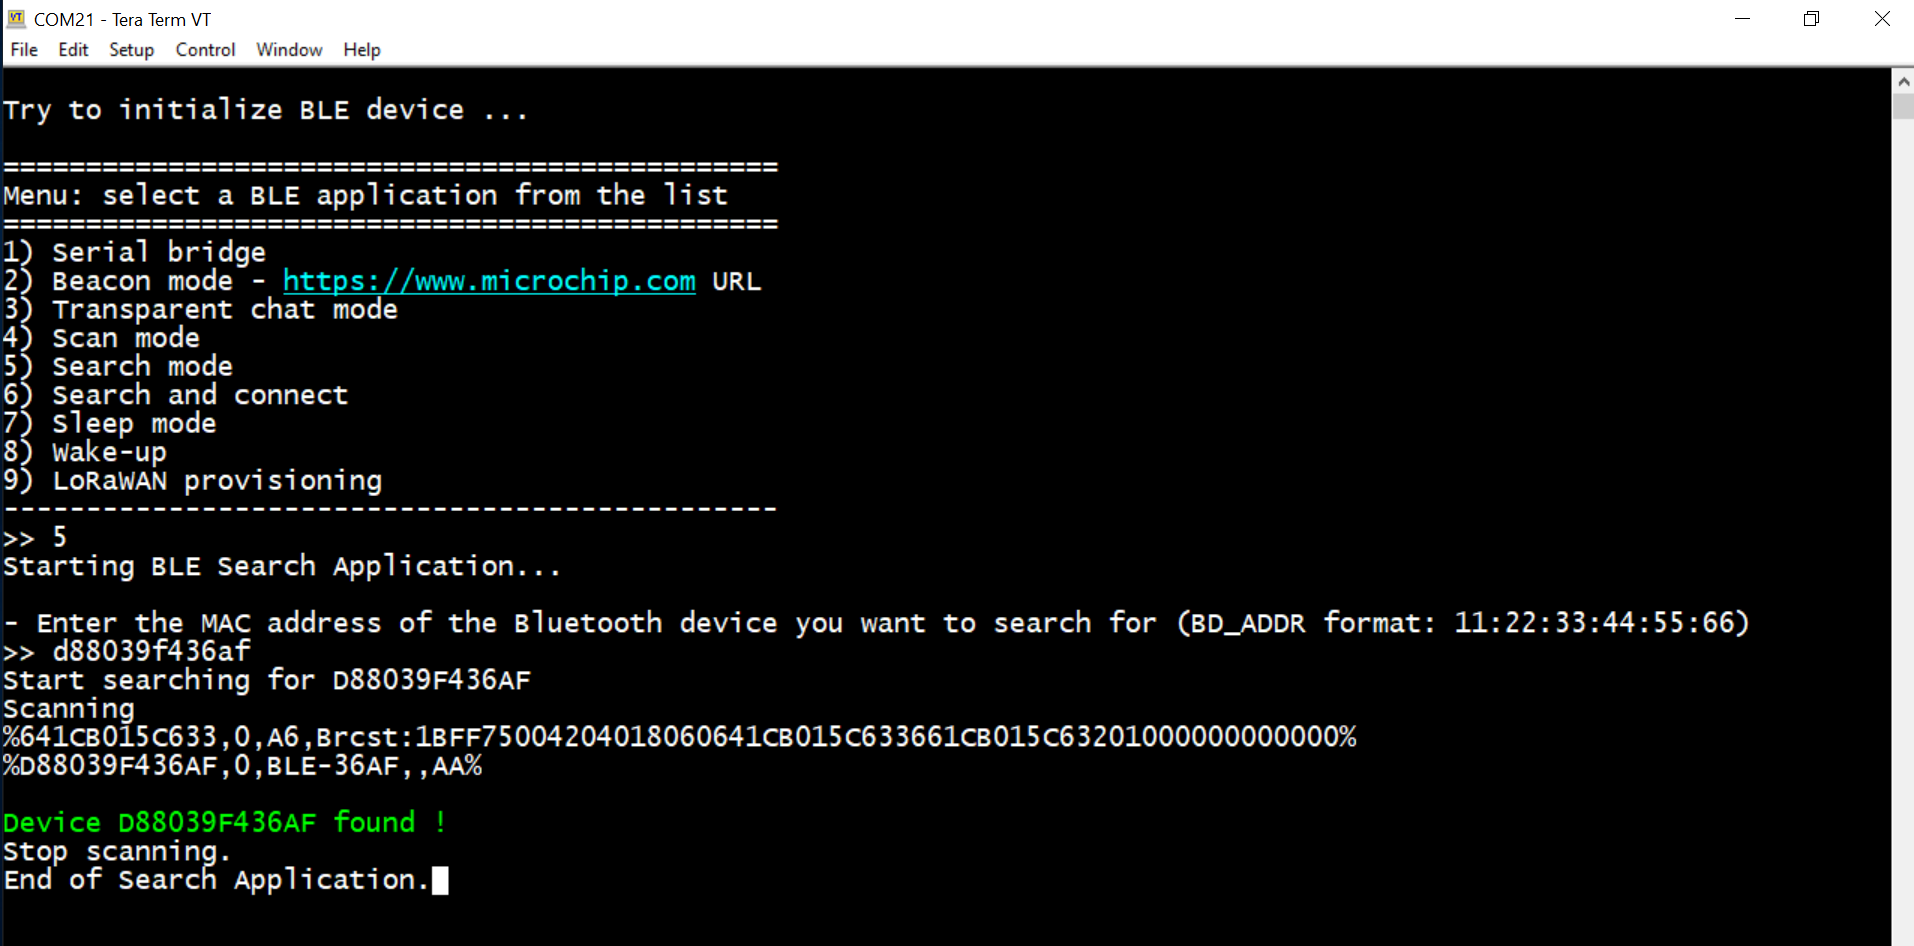 COM21 - Tera Term VT
File Edit Setup Control Window Help
Try to initialize BLE device ...
===============================================
Menu: select a BLE application from the list
===============================================
1) Serial bridge
2) Beacon mode - https://www.microchip.com URL
3) Transparent chat mode
4) Scan mode
5) Search mode
6) Search and connect
7) Sleep mode
8) Wake-up
9) LoRaWAN provisioning
-----------------------------------------------
>> 5
Starting BLE Search Application...
- Enter the MAC address of the Bluetooth device you want to search for (BD_ADDR format: 11:22:33:44:55:66)
>> d88039f436af
Start searching for D88039F436AF
Scanning
%641CB015C633,0,A6,Brcst:1BFF75004204018060641CB015C633661CB015C63201000000000000%
%D88039F436AF,0,BLE-36AF,,AA%
Device D88039F436AF found !
Stop scanning.
End of Search Application.